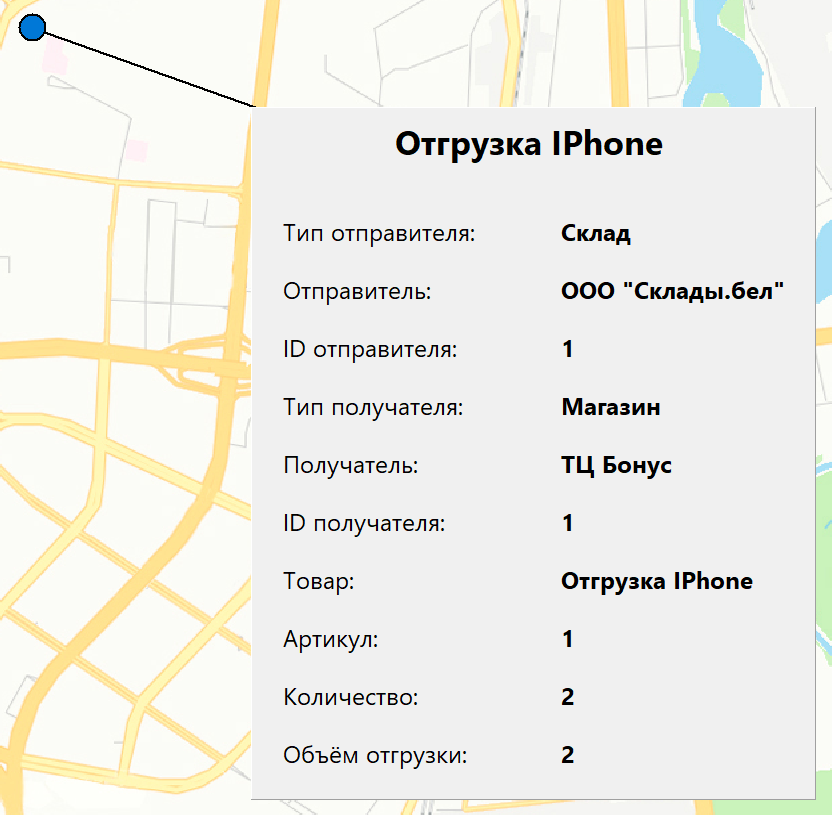 Отгрузка IPhone
Тип отправителя: Склад
Отправитель: ООО "Склады.бел"
ID отправителя: 1
Тип получателя: Магазин
Получатель: ТЦ Бонус
ID получателя: 1
Товар: Отгрузка IPhone
Артикул: 1
Количество: 2
Объём отгрузки: 2